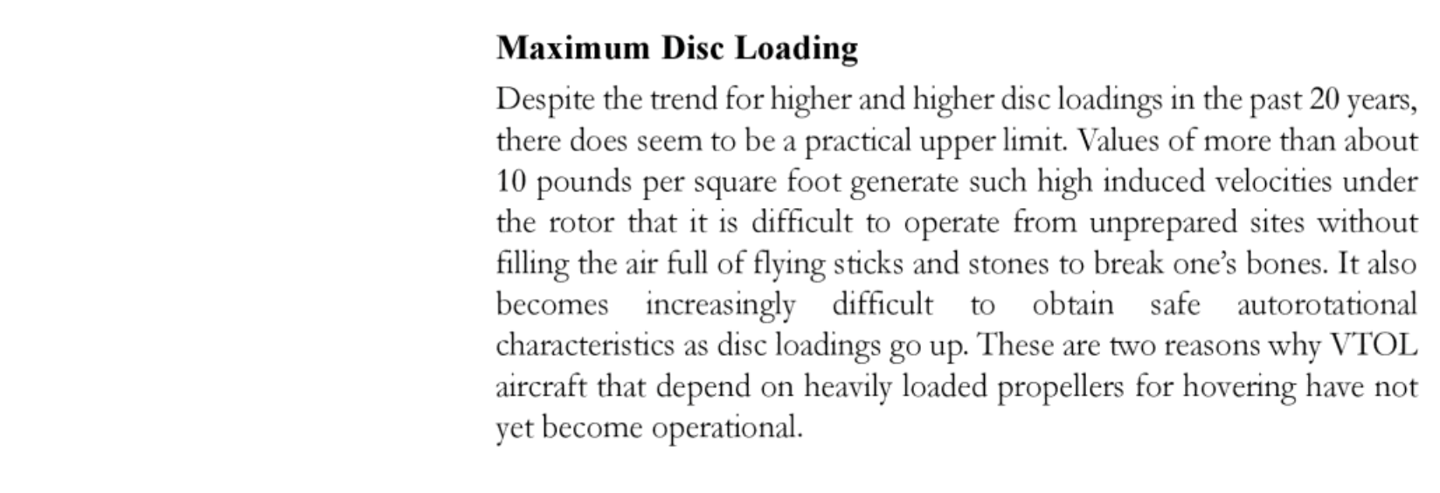 Maximum Disc Loading
Despite the trend for higher and higher disc loadings in the past 20 years,
there does seem to be a practical upper limit. Values of more than about
10 pounds per square foot generate such high induced velocities under
the rotor that it is difficult to operate from unprepared sites without
filling the air full of flying sticks and stones to break one’s bones. It also
becomes increasingly difficult to obtain safe autorotational
characteristics as disc loadings go up. These are two reasons why VTOL
aircraft that depend on heavily loaded propellers for hovering have not
yet become operational.